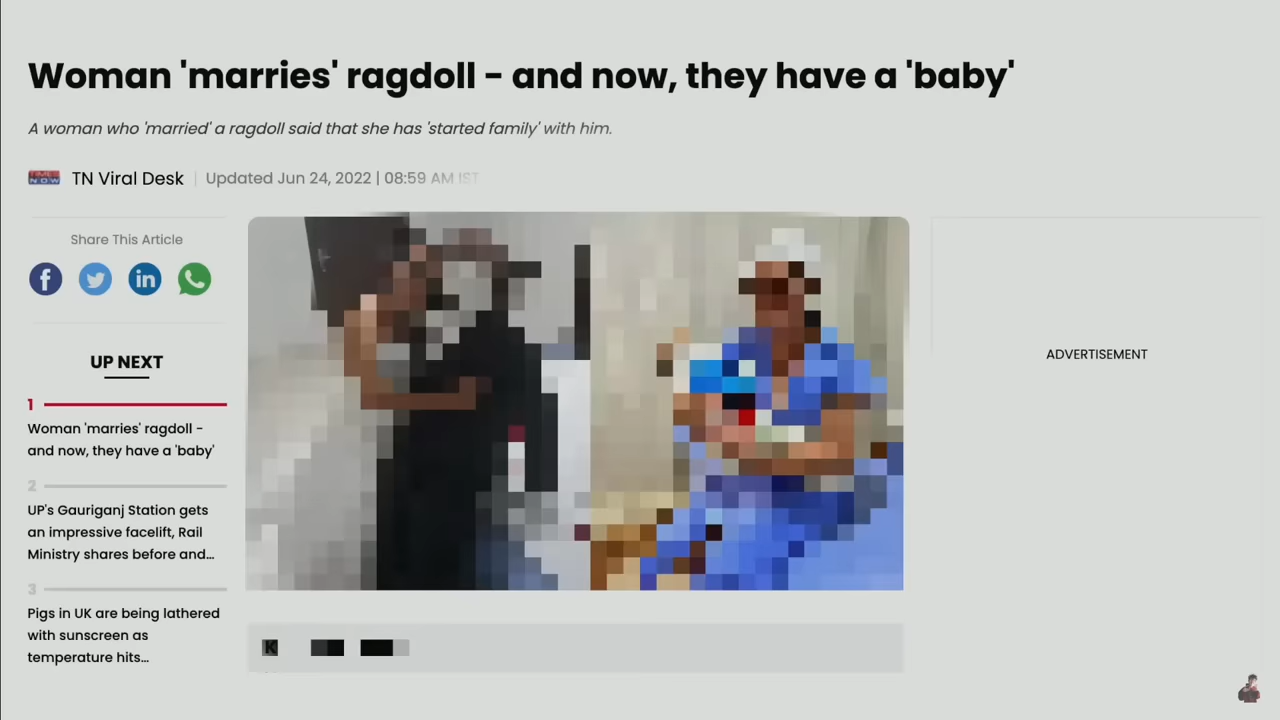 Woman 'marries' ragdoll - and now, they have a 'baby'
A woman who 'married' a ragdoll said that she has 'started family' with him.
TIMES NOW
TN Viral Desk | Updated Jun 24, 2022 | 08:59 AM IST
Share This Article
UP NEXT
1
Woman 'marries' ragdoll -
and now, they have a 'baby'
2
UP's Gauriganj Station gets
an impressive facelift, Rail
Ministry shares before and...
3
Pigs in UK are being lathered
with sunscreen as
temperature hits...
ADVERTISEMENT